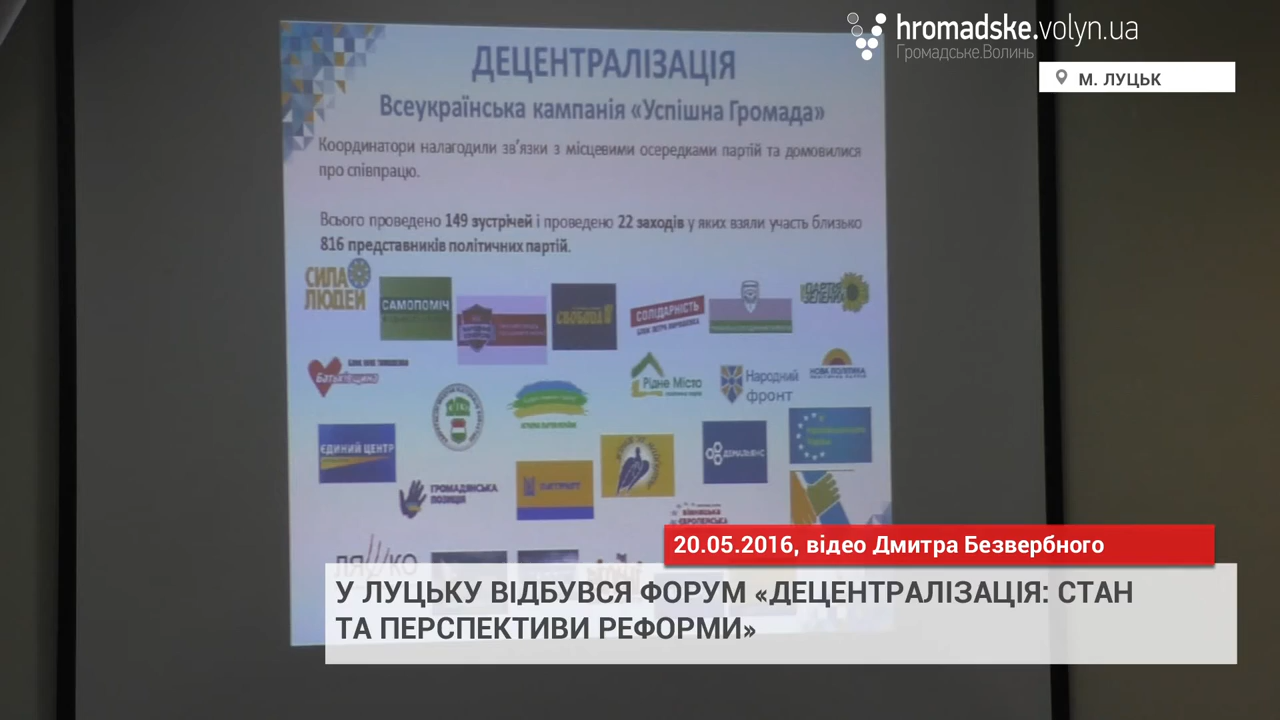 hromadske.volyn.ua
Громадське.Волинь
М. ЛУЦЬК
ДЕЦЕНТРАЛІЗАЦІЯ
Всеукраїнська кампанія «Успішна Громада»
Координатори налагодили зв'язки з місцевими осередками партій та домовилися
про співпрацю.
Всього проведено 149 зустрічей і проведено 22 заходів у яких взяли участь близько
816 представників політичних партій.
СИЛА
ЛЮДЕЙ
САМОПОМІЧ
СВОБОДА
СОЛІДАРНІСТЬ
ПАРТІЯ
ЗЕЛЕНИХ
Батьківщина
Рідне Місто
Народний
фронт
НОВА ПОЛІТИКА
ЄДИНИЙ ЦЕНТР
ДЕМАЛЬЯНС
ГРОМАДЯНСЬКА
ПОЗИЦІЯ
ЛЯШКО
20.05.2016, відео Дмитра Безвербного
У ЛУЦЬКУ ВІДБУВСЯ ФОРУМ «ДЕЦЕНТРАЛІЗАЦІЯ: СТАН
ТА ПЕРСПЕКТИВИ РЕФОРМИ»